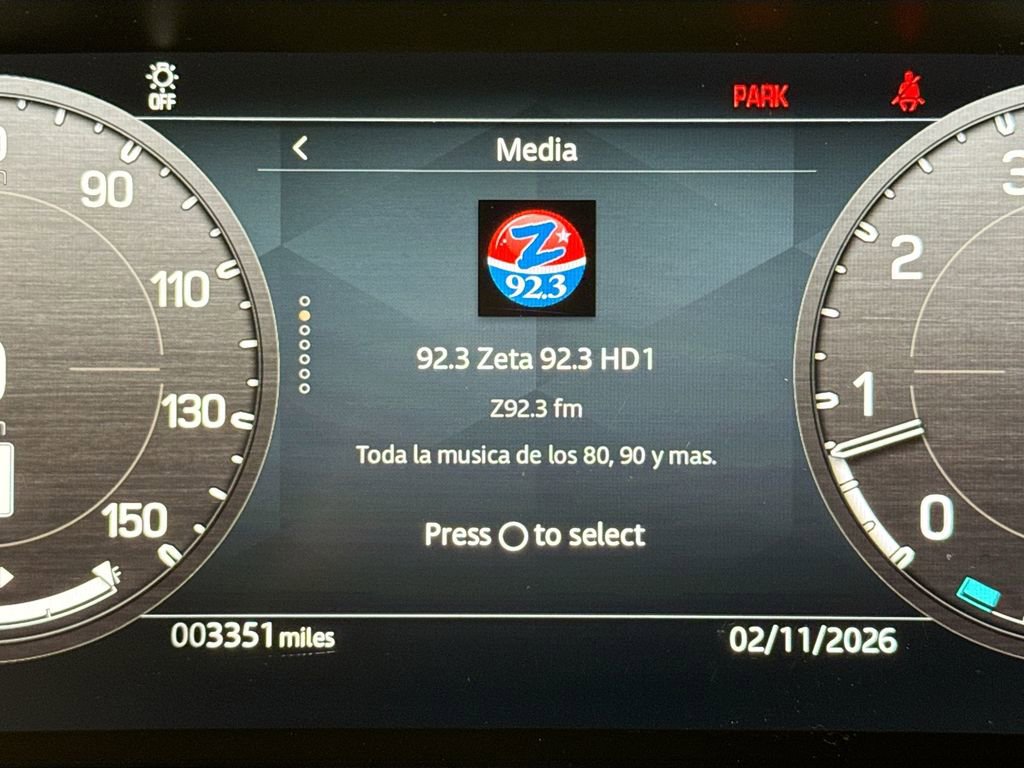 OFF
PARK
Media
Z
92.3
92.3 Zeta 92.3 HD1
Z92.3 fm
Toda la musica de los 80, 90 y mas.
Press to select
90
110
130
150
3
2
1
0
003351 miles
02/11/2026